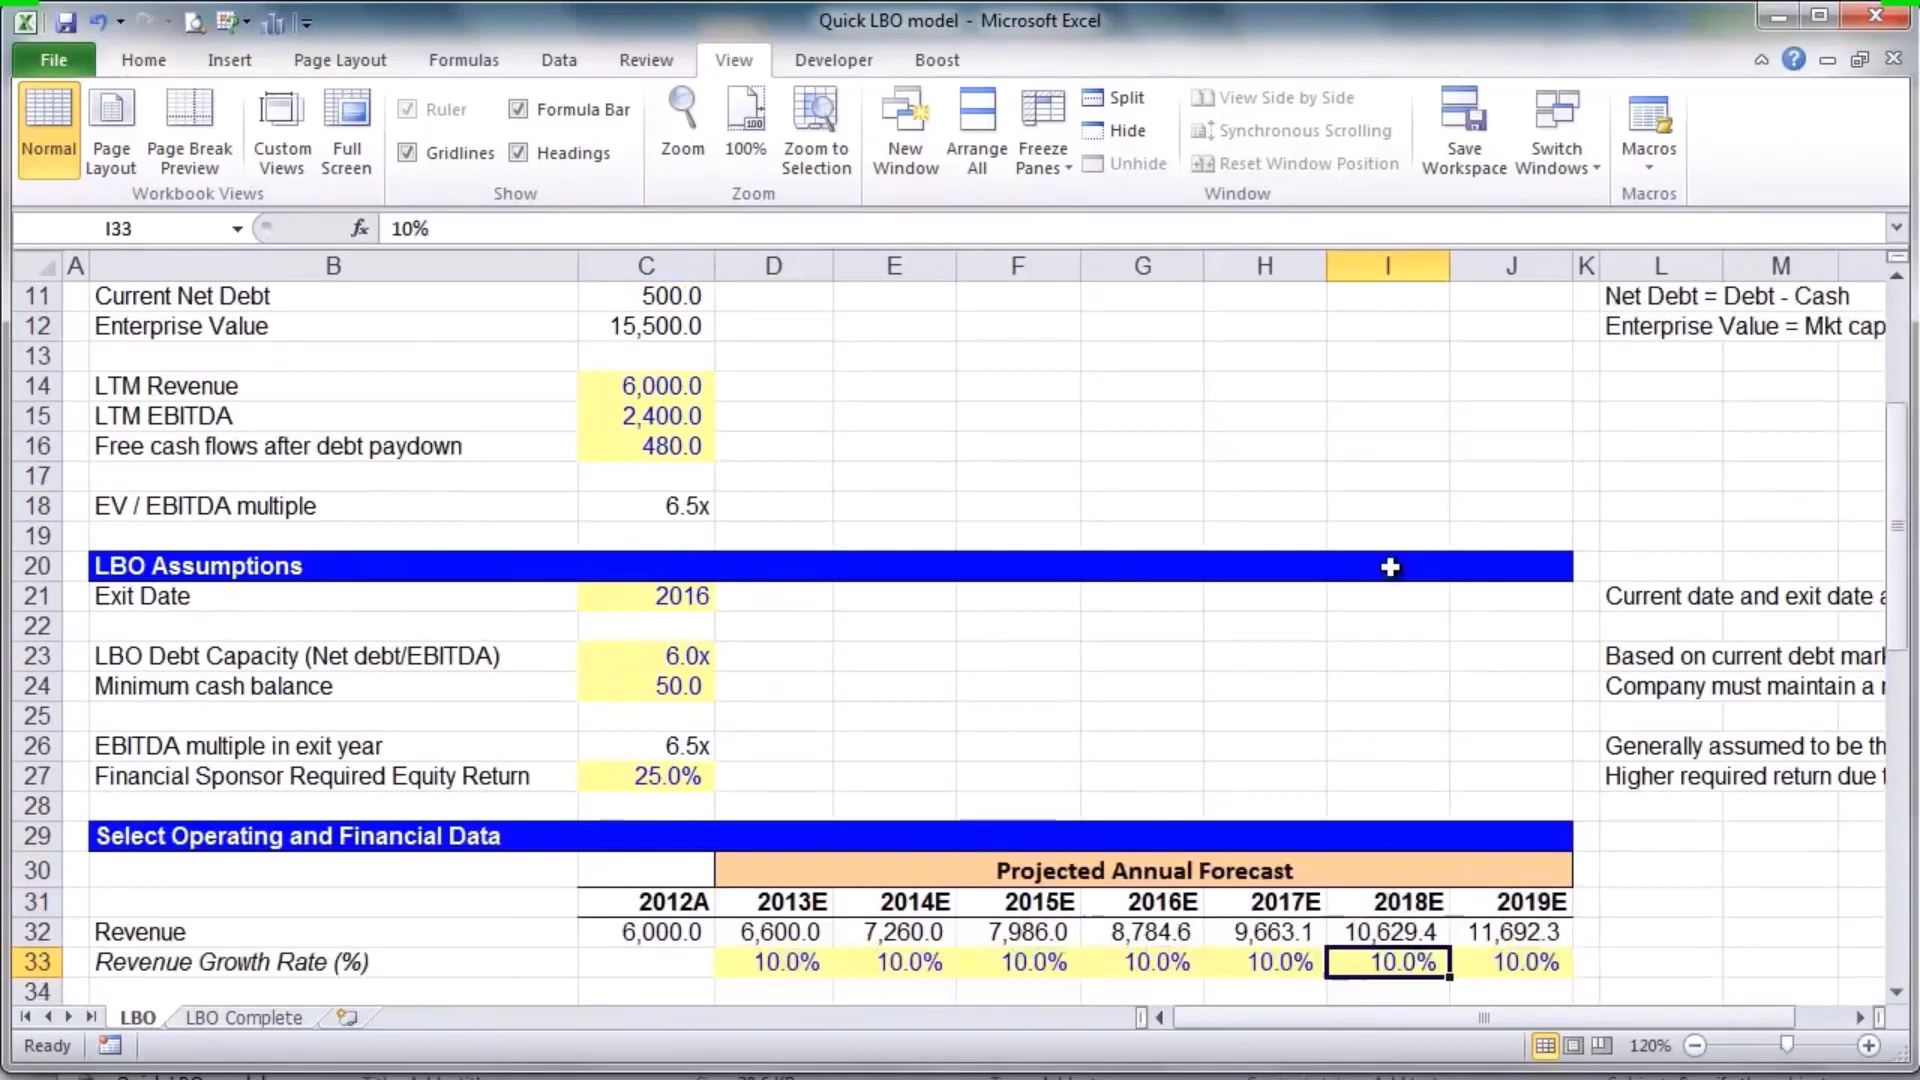 Quick LBO model - Microsoft Excel
File Home Insert Page Layout Formulas Data Review View Developer Boost
Normal Page Layout Page Break Preview Custom Views Full Screen
Workbook Views
Ruler Formula Bar
Gridlines Headings
Show
Zoom 100% Zoom to Selection
Zoom
New Window Arrange All Freeze Panes
Split
Hide
Unhide
View Side by Side
Synchronous Scrolling
Reset Window Position
Save Workspace Switch Windows
Window
Macros
Macros
I33 fx 10%
A B C D E F G H I J K L M
11 Current Net Debt 500.0 Net Debt = Debt - Cash
12 Enterprise Value 15,500.0 Enterprise Value = Mkt cap
13
14 LTM Revenue 6,000.0
15 LTM EBITDA 2,400.0
16 Free cash flows after debt paydown 480.0
17
18 EV / EBITDA multiple 6.5x
19
20 LBO Assumptions
21 Exit Date 2016 Current date and exit date a
22
23 LBO Debt Capacity (Net debt/EBITDA) 6.0x Based on current debt mark
24 Minimum cash balance 50.0 Company must maintain a
25
26 EBITDA multiple in exit year 6.5x Generally assumed to be th
27 Financial Sponsor Required Equity Return 25.0% Higher required return due
28
29 Select Operating and Financial Data
30 Projected Annual Forecast
31 2012A 2013E 2014E 2015E 2016E 2017E 2018E 2019E
32 Revenue 6,000.0 6,600.0 7,260.0 7,986.0 8,784.6 9,663.1 10,629.4 11,692.3
33 Revenue Growth Rate (%) 10.0% 10.0% 10.0% 10.0% 10.0% 10.0% 10.0%
34
LBO LBO Complete
Ready 120%